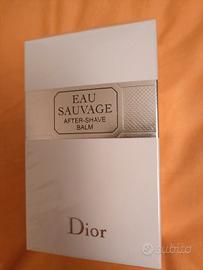 EAU
SAUVAGE
AFTER-SHAVE
BALM
Dior
subito